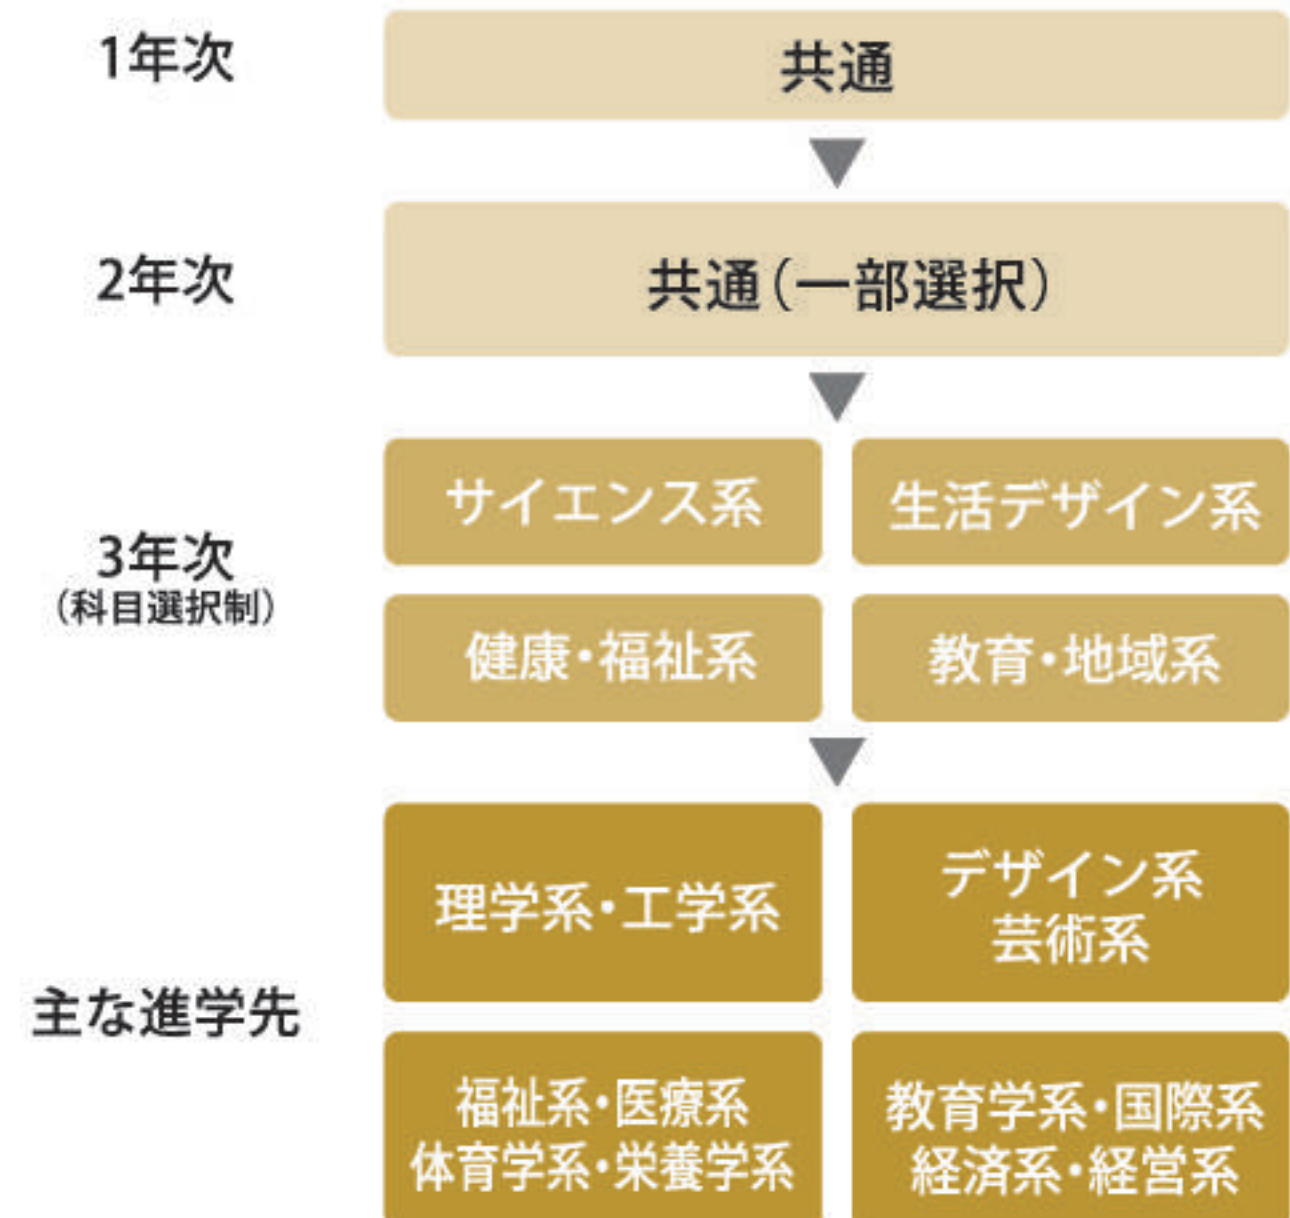 1年次
共通
2年次
共通（一部選択）
3年次
（科目選択制）
サイエンス系
生活デザイン系
健康・福祉系
教育・地域系
主な進学先
理学系・工学系
デザイン系
芸術系
福祉系・医療系
体育学系・栄養学系
教育学系・国際系
経済系・経営系